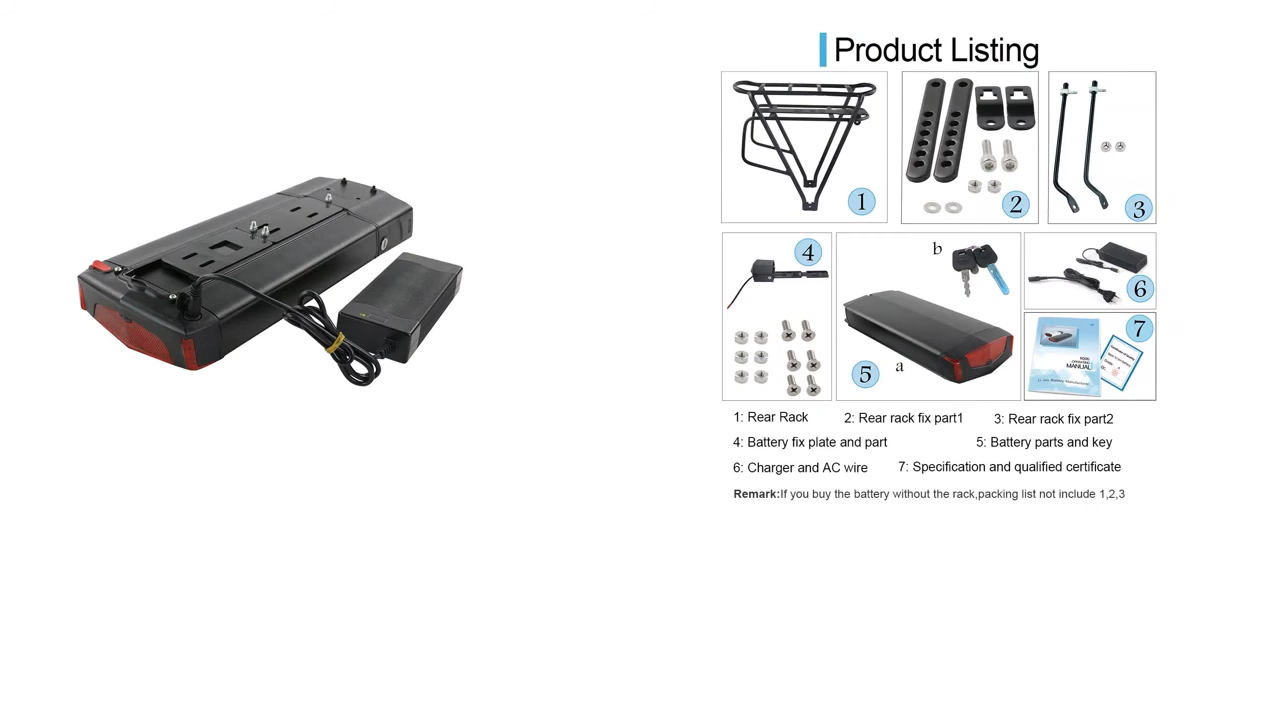 Product Listing
1
2
3
4
b
5
a
6
7
MANUAL
1: Rear Rack
2: Rear rack fix part1
3: Rear rack fix part2
4: Battery fix plate and part
5: Battery parts and key
6: Charger and AC wire
7: Specification and qualified certificate
Remark:If you buy the battery without the rack,packing list not include 1,2,3